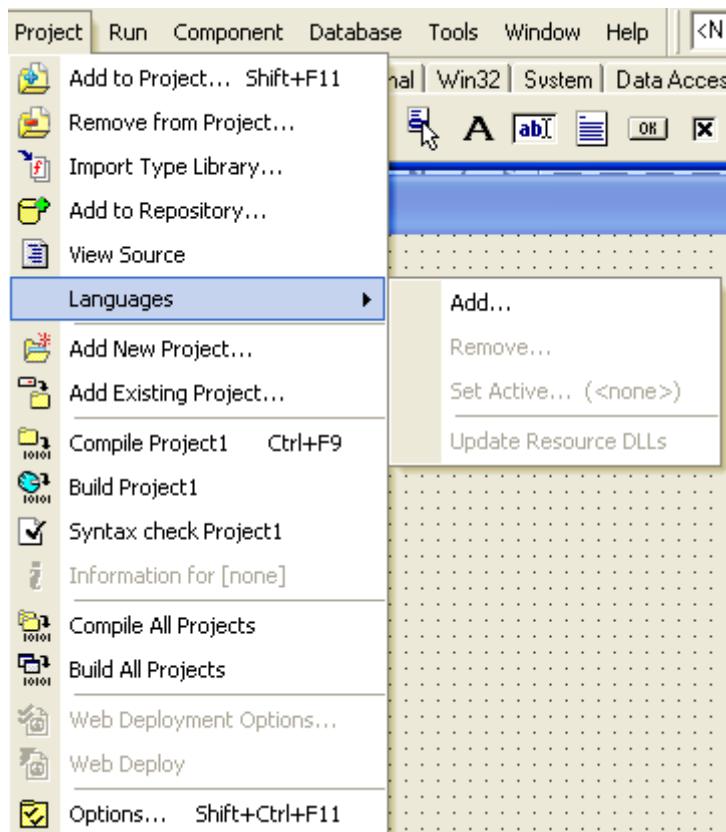 Project Run Component Database Tools Window Help <N
Add to Project... Shift+F11
nal Win32 System Data Acces
Remove from Project...
A ab OK
Import Type Library...
Add to Repository...
View Source
Languages
Add...
Remove...
Set Active... (<none>)
Update Resource DLLs
Add New Project...
Add Existing Project...
Compile Project1 Ctrl+F9
Build Project1
Syntax check Project1
Information for [none]
Compile All Projects
Build All Projects
Web Deployment Options...
Web Deploy
Options... Shift+Ctrl+F11